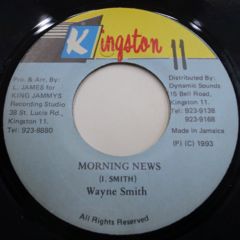 Kingston 11
Pro. & Arr. By:
L. JAMES for
KING JAMMYS
Recording Studio
38 St. Lucia Rd.,
Kingston 11.
Tel: 923-8880
Distributed By:
Dynamic Sounds
15 Bell Road,
Kingston 11.
Tel: 923-9138
923-9168
Made in Jamaica
(P) (C) 1993
MORNING NEWS
(I. SMITH)
Wayne Smith
All Rights Reserved